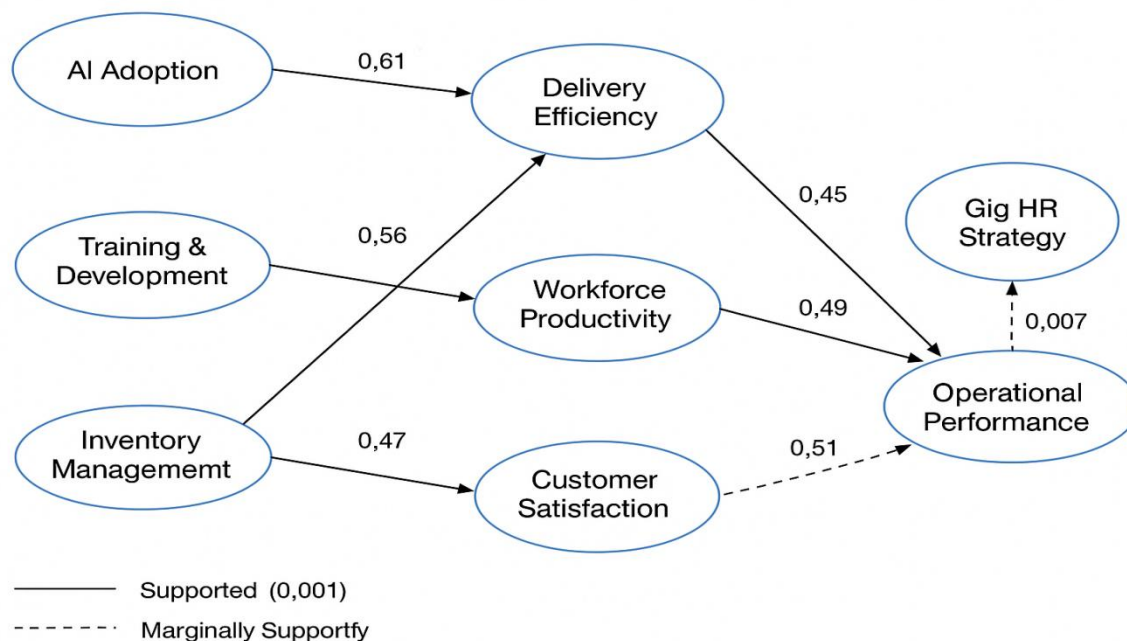 AI Adoption
0,61
Delivery
Efficiency
0,45
Gig HR
Strategy
Training &
Development
0,56
Workforce
Productivity
0,49
0,007
Operational
Performance
Inventory
Managememt
0,47
Customer
Satisfaction
0,51
Supported (0,001)
Marginally Supportfy